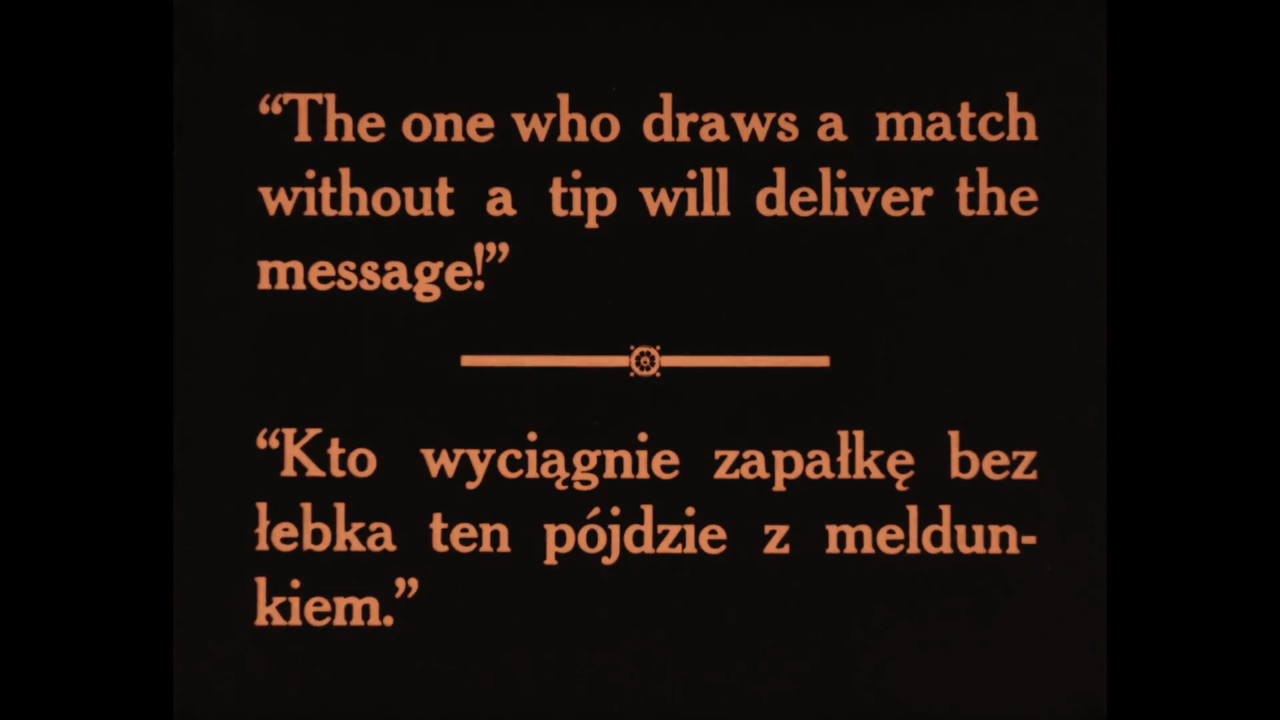 “The one who draws a match
without a tip will deliver the
message!”
“Kto wyciągnie zapałkę bez
łebka ten pójdzie z meldun-
kiem.”